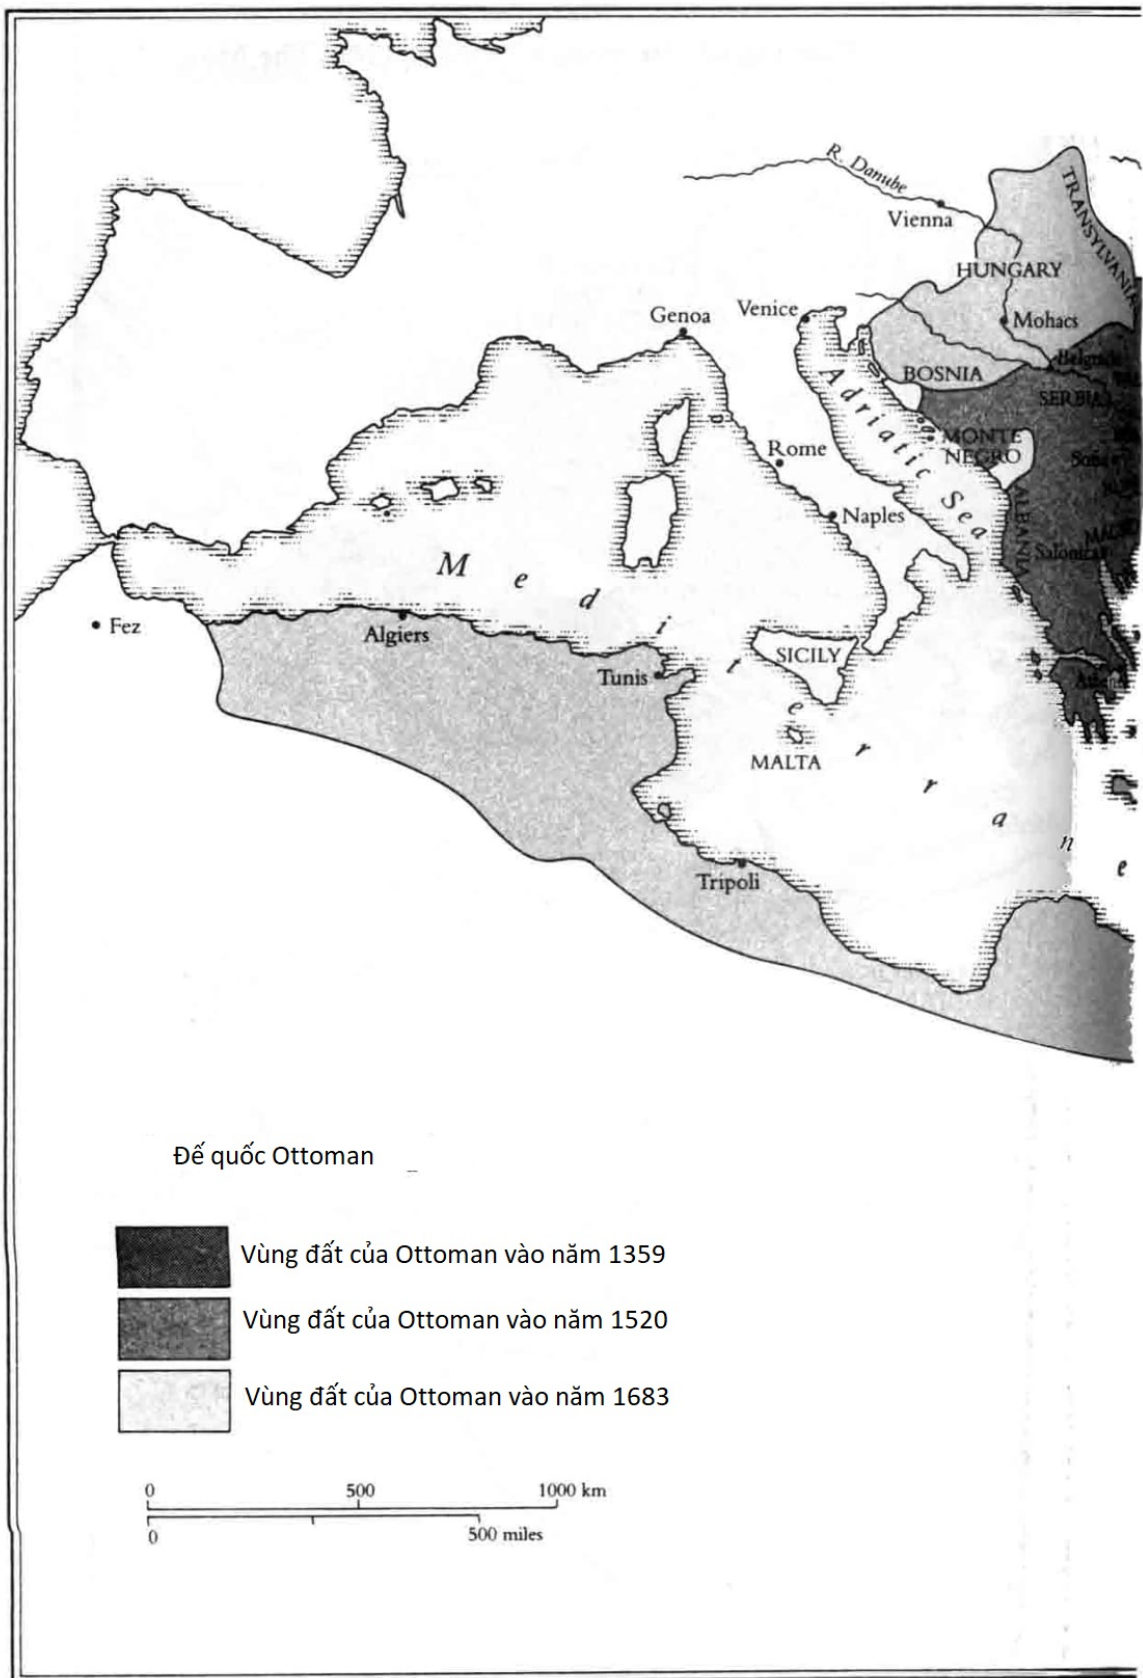 R. Danube
Vienna
TRANSYLVANIA
HUNGARY
Genoa
Venice
Mohacs
BOSNIA
SERBIA
Adriatic Sea
MONTE
NEGRO
Rome
Naples
ALBANIA
Salonica
Mediterrane
Fez
Algiers
Tunis
SICILY
MALTA
Tripoli
Đế quốc Ottoman
Vùng đất của Ottoman vào năm 1359
Vùng đất của Ottoman vào năm 1520
Vùng đất của Ottoman vào năm 1683
0 500 1000 km
0 500 miles